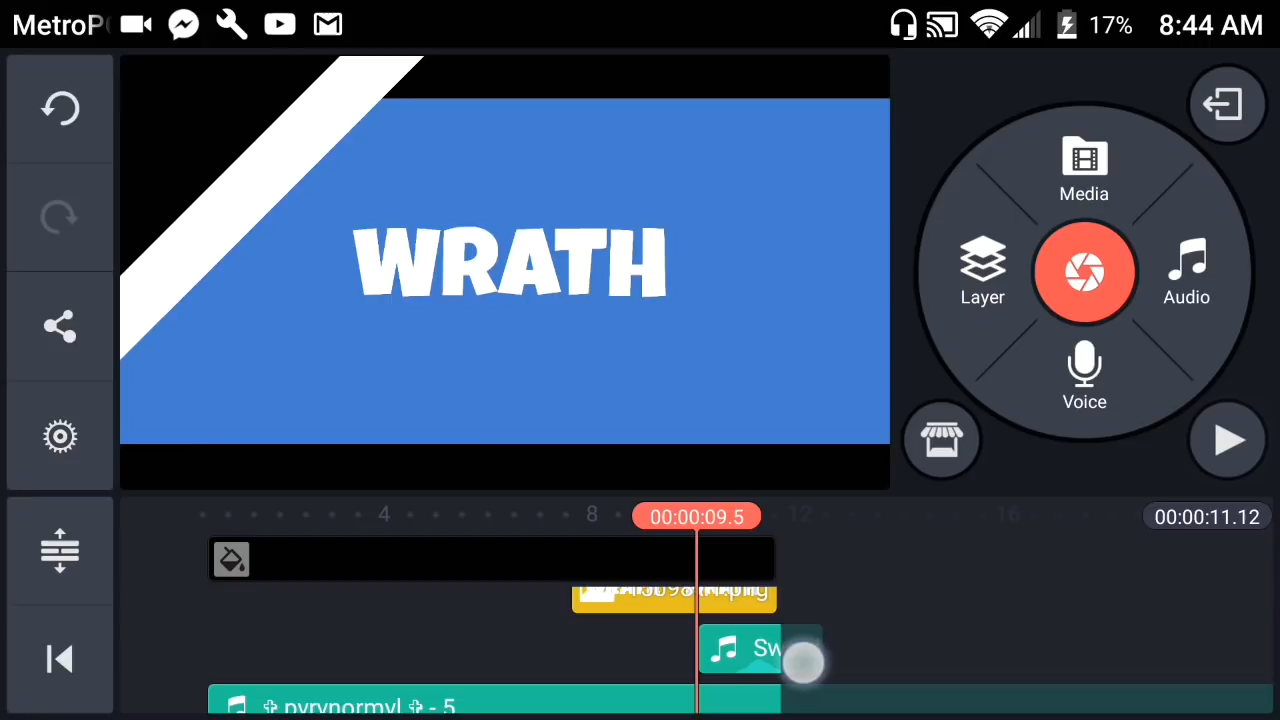 MetroP
17%
8:44 AM
WRATH
Media
Layer
Audio
Voice
4
8
00:00:09.5
12
16
00:00:11.12
Sw
✞ pyrynormyl ✞ - 5